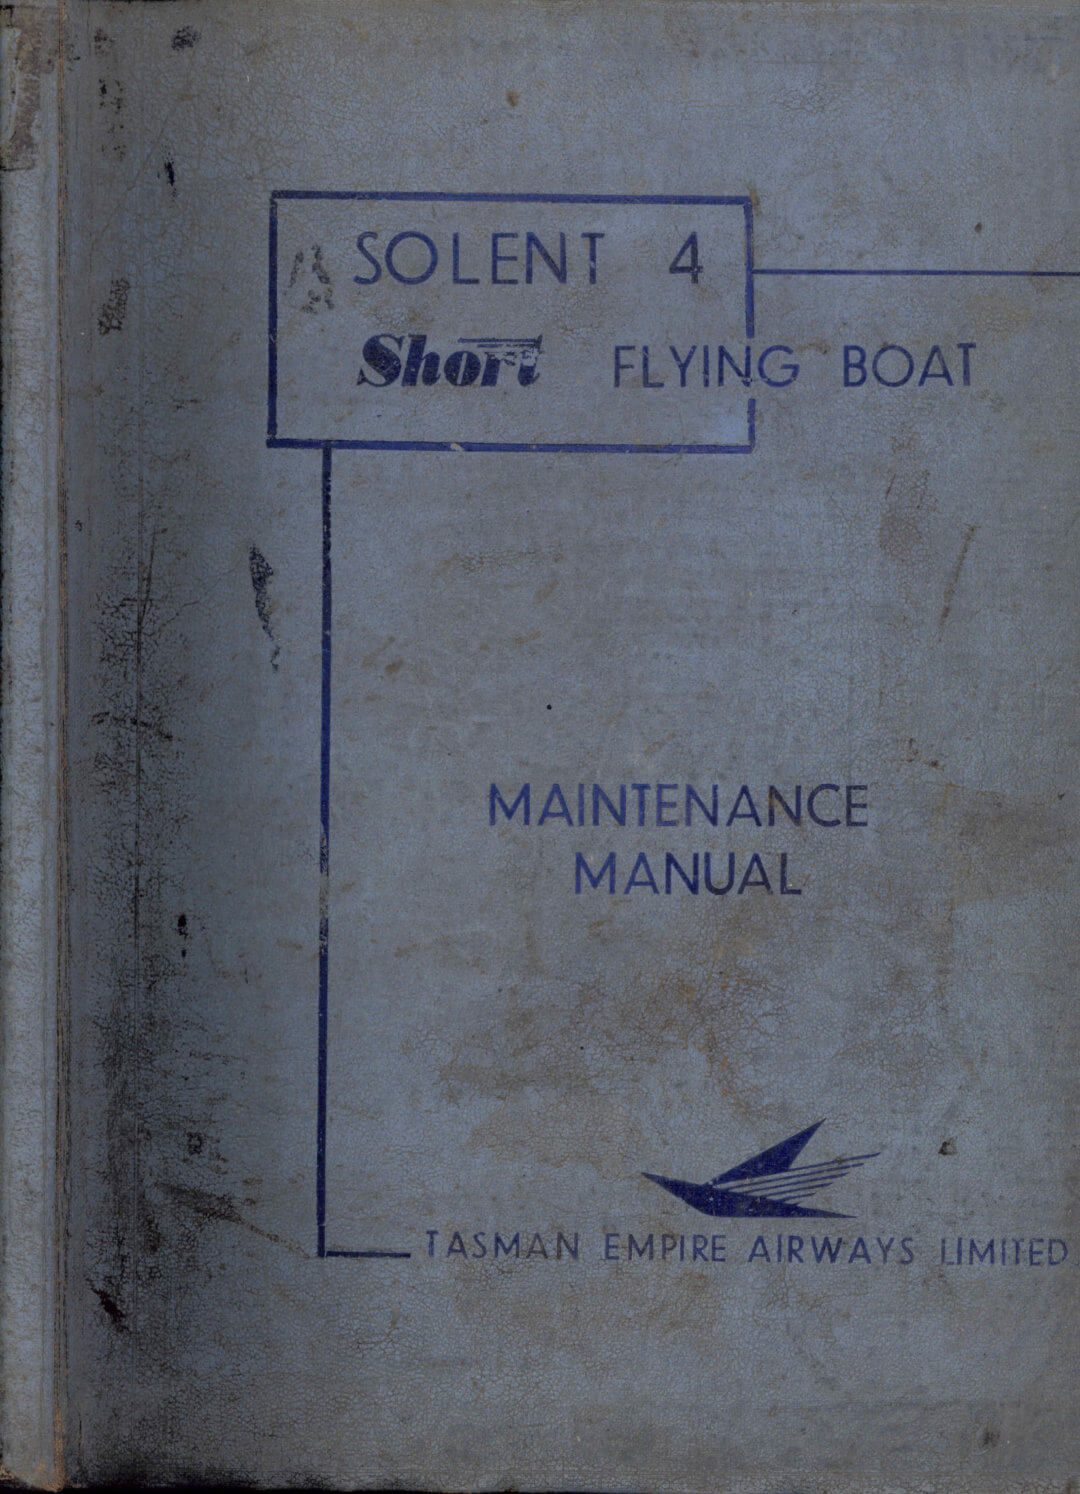 SOLENT 4
Short FLYING BOAT
MAINTENANCE
MANUAL
TASMAN EMPIRE AIRWAYS LIMITED